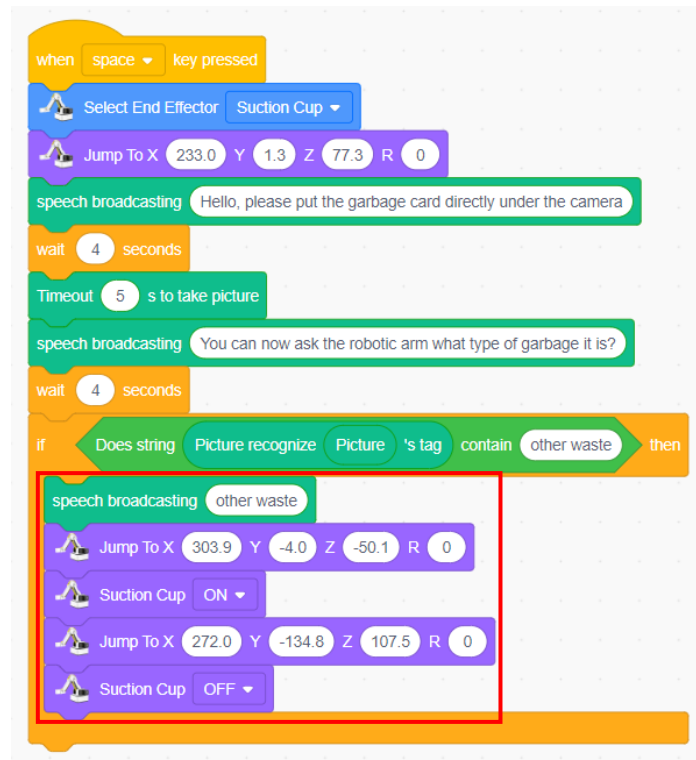 when space key pressed
Select End Effector Suction Cup
Jump To X 233.0 Y 1.3 Z 77.3 R 0
speech broadcasting Hello, please put the garbage card directly under the camera
wait 4 seconds
Timeout 5 s to take picture
speech broadcasting You can now ask the robotic arm what type of garbage it is?
wait 4 seconds
if Does string Picture recognize Picture 's tag contain other waste then
speech broadcasting other waste
Jump To X 303.9 Y -4.0 Z -50.1 R 0
Suction Cup ON
Jump To X 272.0 Y -134.8 Z 107.5 R 0
Suction Cup OFF